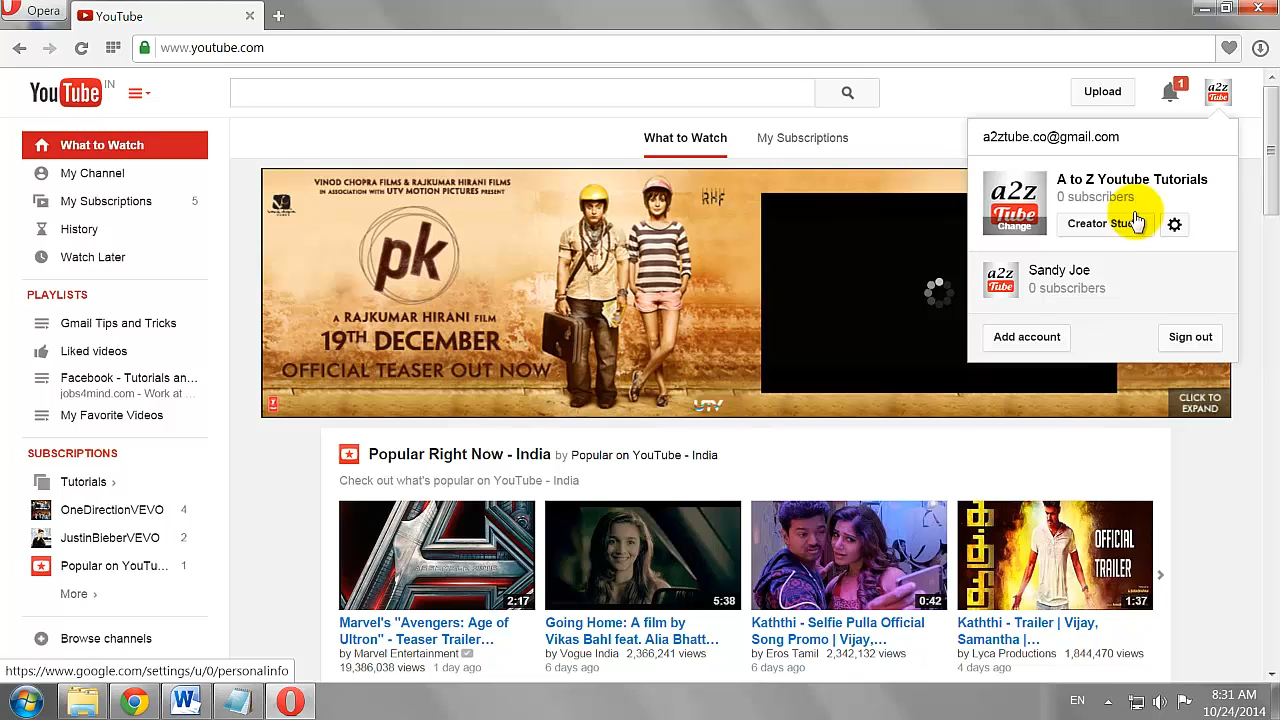 Opera
YouTube
www.youtube.com
YouTube IN
Upload
1
a2z
Tube
What to Watch
My Channel
My Subscriptions 5
History
Watch Later
PLAYLISTS
Gmail Tips and Tricks
Liked videos
Facebook - Tutorials an...
jobs4mind.com - Work at ...
My Favorite Videos
SUBSCRIPTIONS
Tutorials ›
OneDirectionVEVO 4
JustinBieberVEVO 2
Popular on YouTu... 1
More ›
Browse channels
What to Watch My Subscriptions
VINOD CHOPRA FILMS & RAJKUMAR HIRANI FILMS
IN ASSOCIATION WITH UTV MOTION PICTURES
RHF
pk
A RAJKUMAR HIRANI FILM
19TH DECEMBER
OFFICIAL TEASER OUT NOW
UTV
CLICK TO
EXPAND
a2ztube.co@gmail.com
a2z
Tube
Change
A to Z Youtube Tutorials
0 subscribers
Creator Stu
a2z
Tube
Sandy Joe
0 subscribers
Add account
Sign out
Popular Right Now - India by Popular on YouTube - India
Check out what's popular on YouTube - India
2:17
Marvel's "Avengers: Age of
Ultron" - Teaser Trailer...
by Marvel Entertainment
19,386,038 views 1 day ago
5:38
Going Home: A film by
Vikas Bahl feat. Alia Bhatt...
by Vogue India 2,366,241 views
6 days ago
0:42
Kaththi - Selfie Pulla Official
Song Promo | Vijay,...
by Eros Tamil 2,342,132 views
6 days ago
OFFICIAL
TRAILER
1:37
Kaththi - Trailer | Vijay,
Samantha |...
by Lyca Productions 1,844,470 views
4 days ago
https://www.google.com/settings/u/0/personalinfo
EN
8:31 AM
10/24/2014